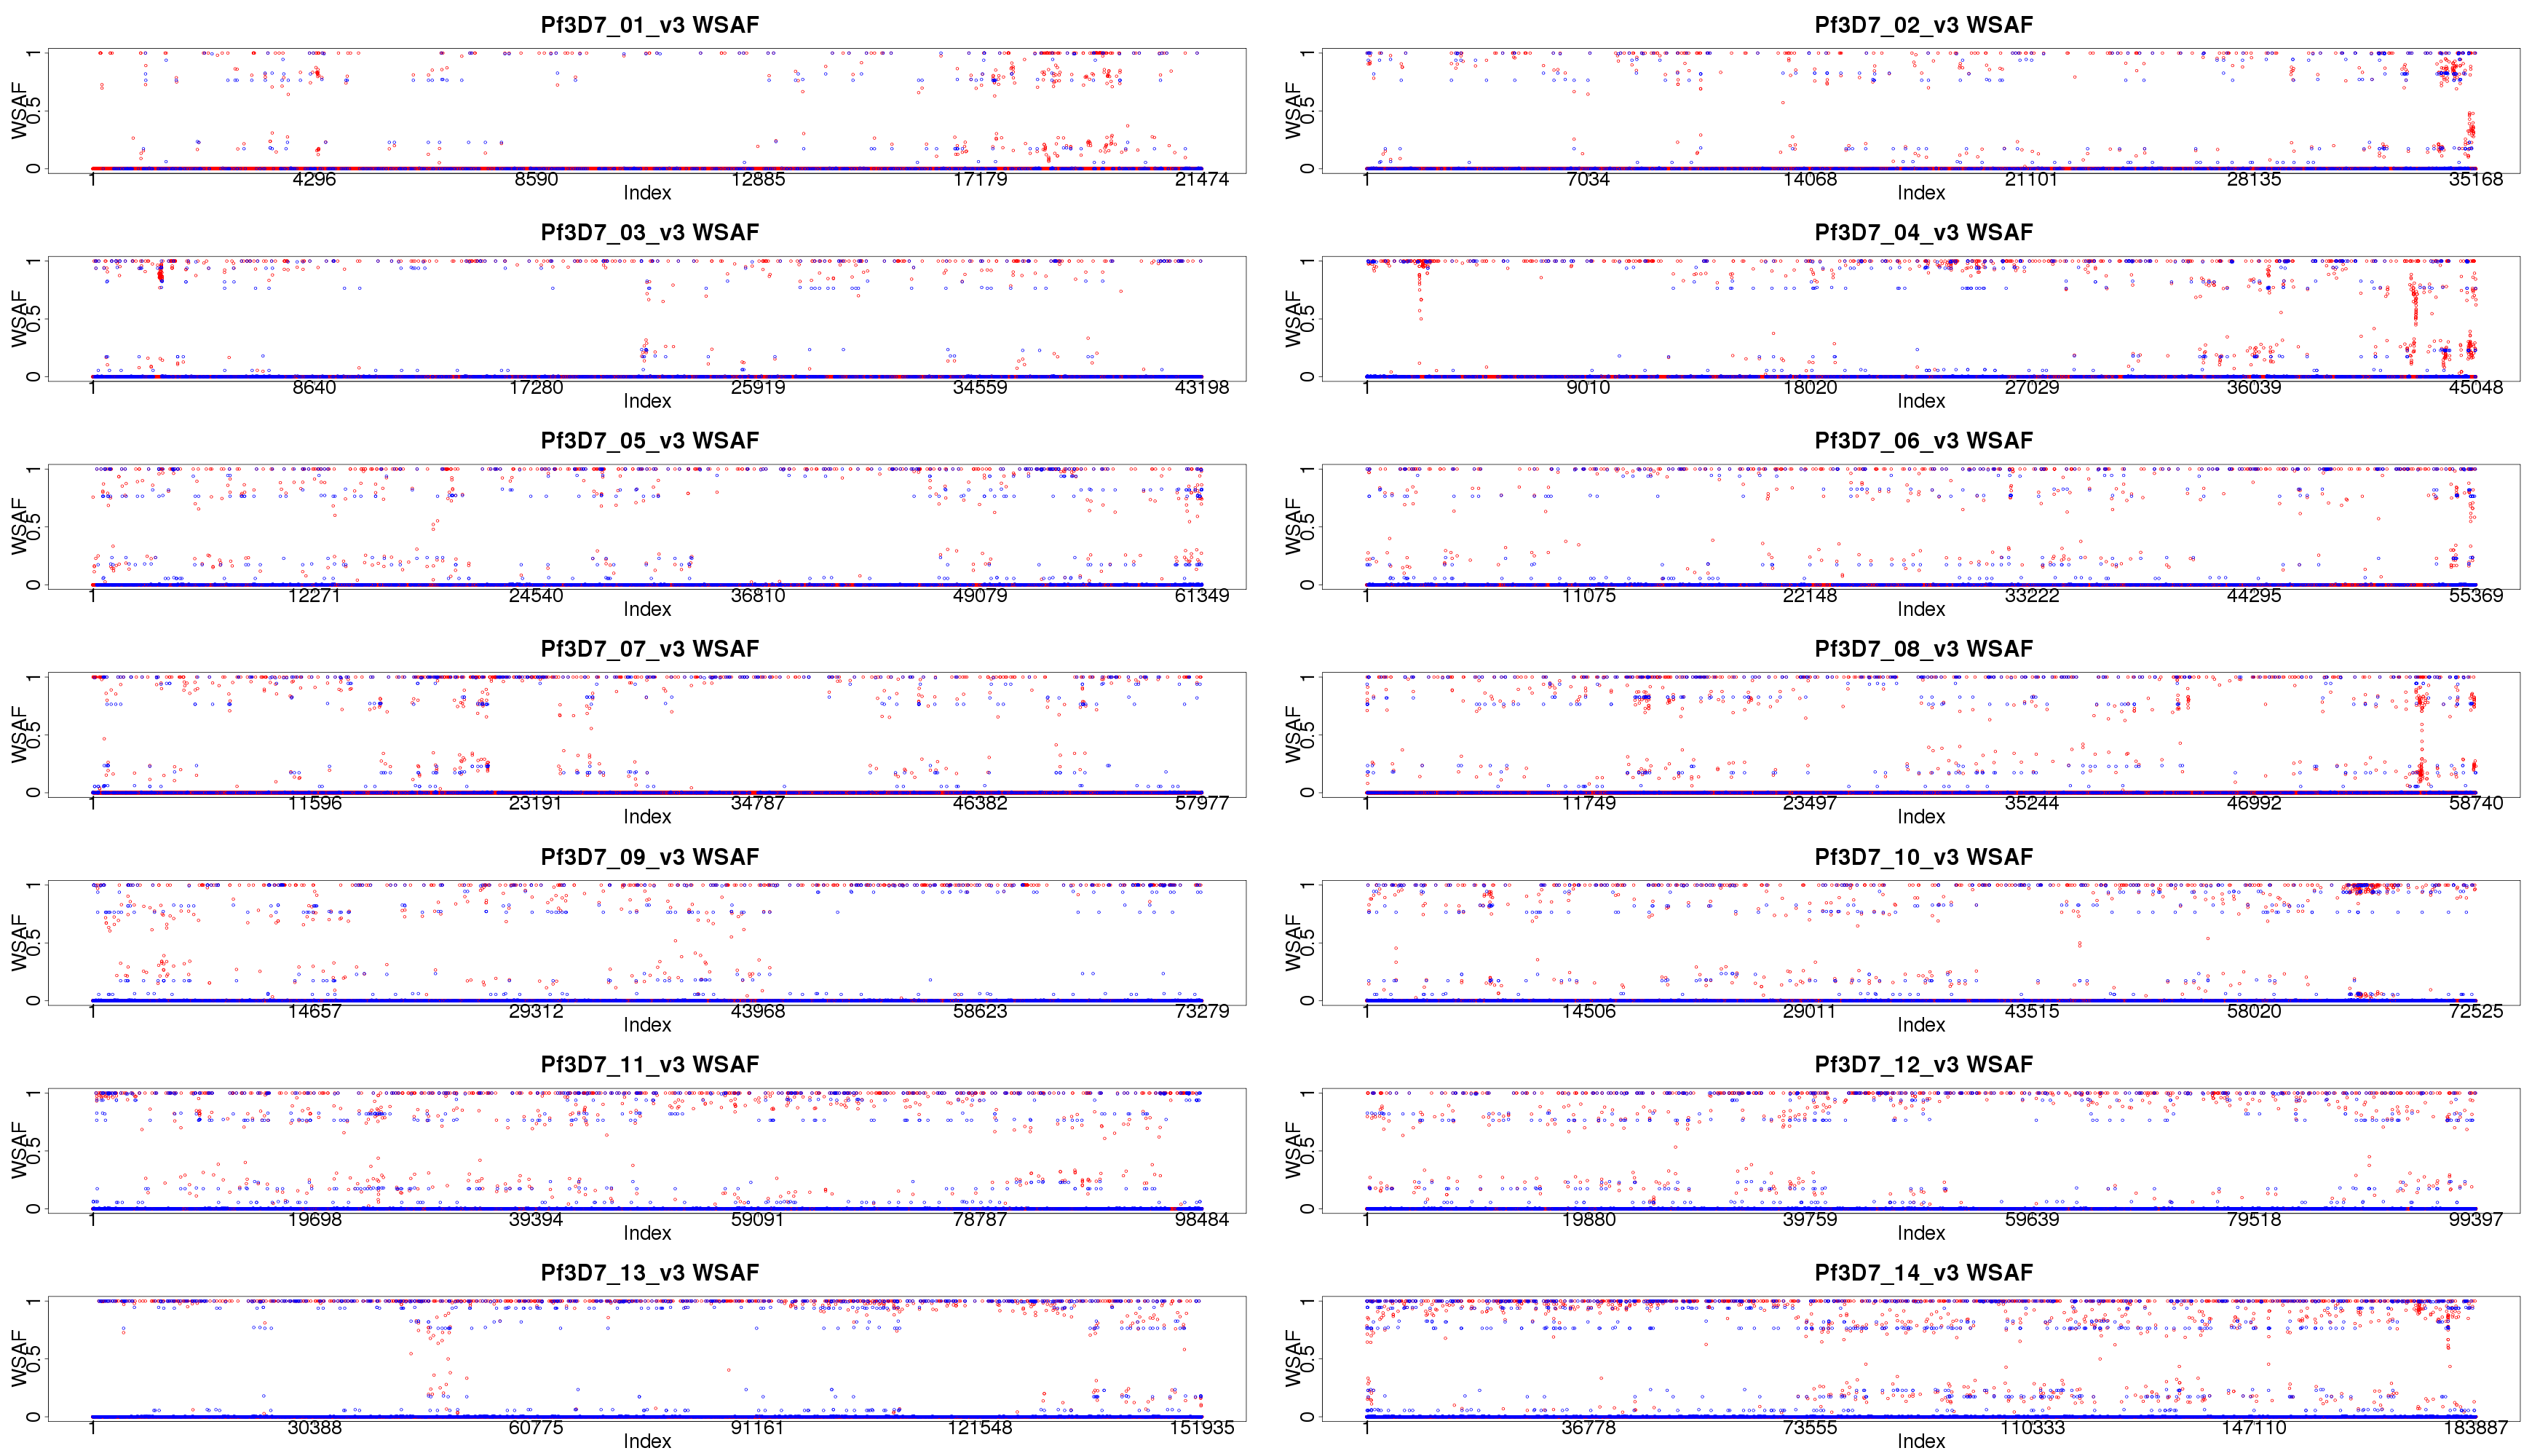 Pf3D7_01_v3 WSAF
WSAF
1
0.5
0
1 4296 8590 12885 17179 21474
Index
Pf3D7_02_v3 WSAF
WSAF
1
0.5
0
1 7034 14068 21101 28135 35168
Index
Pf3D7_03_v3 WSAF
WSAF
1
0.5
0
1 8640 17280 25919 34559 43198
Index
Pf3D7_04_v3 WSAF
WSAF
1
0.5
0
1 9010 18020 27029 36039 45048
Index
Pf3D7_05_v3 WSAF
WSAF
1
0.5
0
1 12271 24540 36810 49079 61349
Index
Pf3D7_06_v3 WSAF
WSAF
1
0.5
0
1 11075 22148 33222 44295 55369
Index
Pf3D7_07_v3 WSAF
WSAF
1
0.5
0
1 11596 23191 34787 46382 57977
Index
Pf3D7_08_v3 WSAF
WSAF
1
0.5
0
1 11749 23497 35244 46992 58740
Index
Pf3D7_09_v3 WSAF
WSAF
1
0.5
0
1 14657 29312 43968 58623 73279
Index
Pf3D7_10_v3 WSAF
WSAF
1
0.5
0
1 14506 29011 43515 58020 72525
Index
Pf3D7_11_v3 WSAF
WSAF
1
0.5
0
1 19698 39394 59091 78787 98484
Index
Pf3D7_12_v3 WSAF
WSAF
1
0.5
0
1 19880 39759 59639 79518 99397
Index
Pf3D7_13_v3 WSAF
WSAF
1
0.5
0
1 30388 60775 91161 121548 151935
Index
Pf3D7_14_v3 WSAF
WSAF
1
0.5
0
1 36778 73555 110333 147110 183887
Index